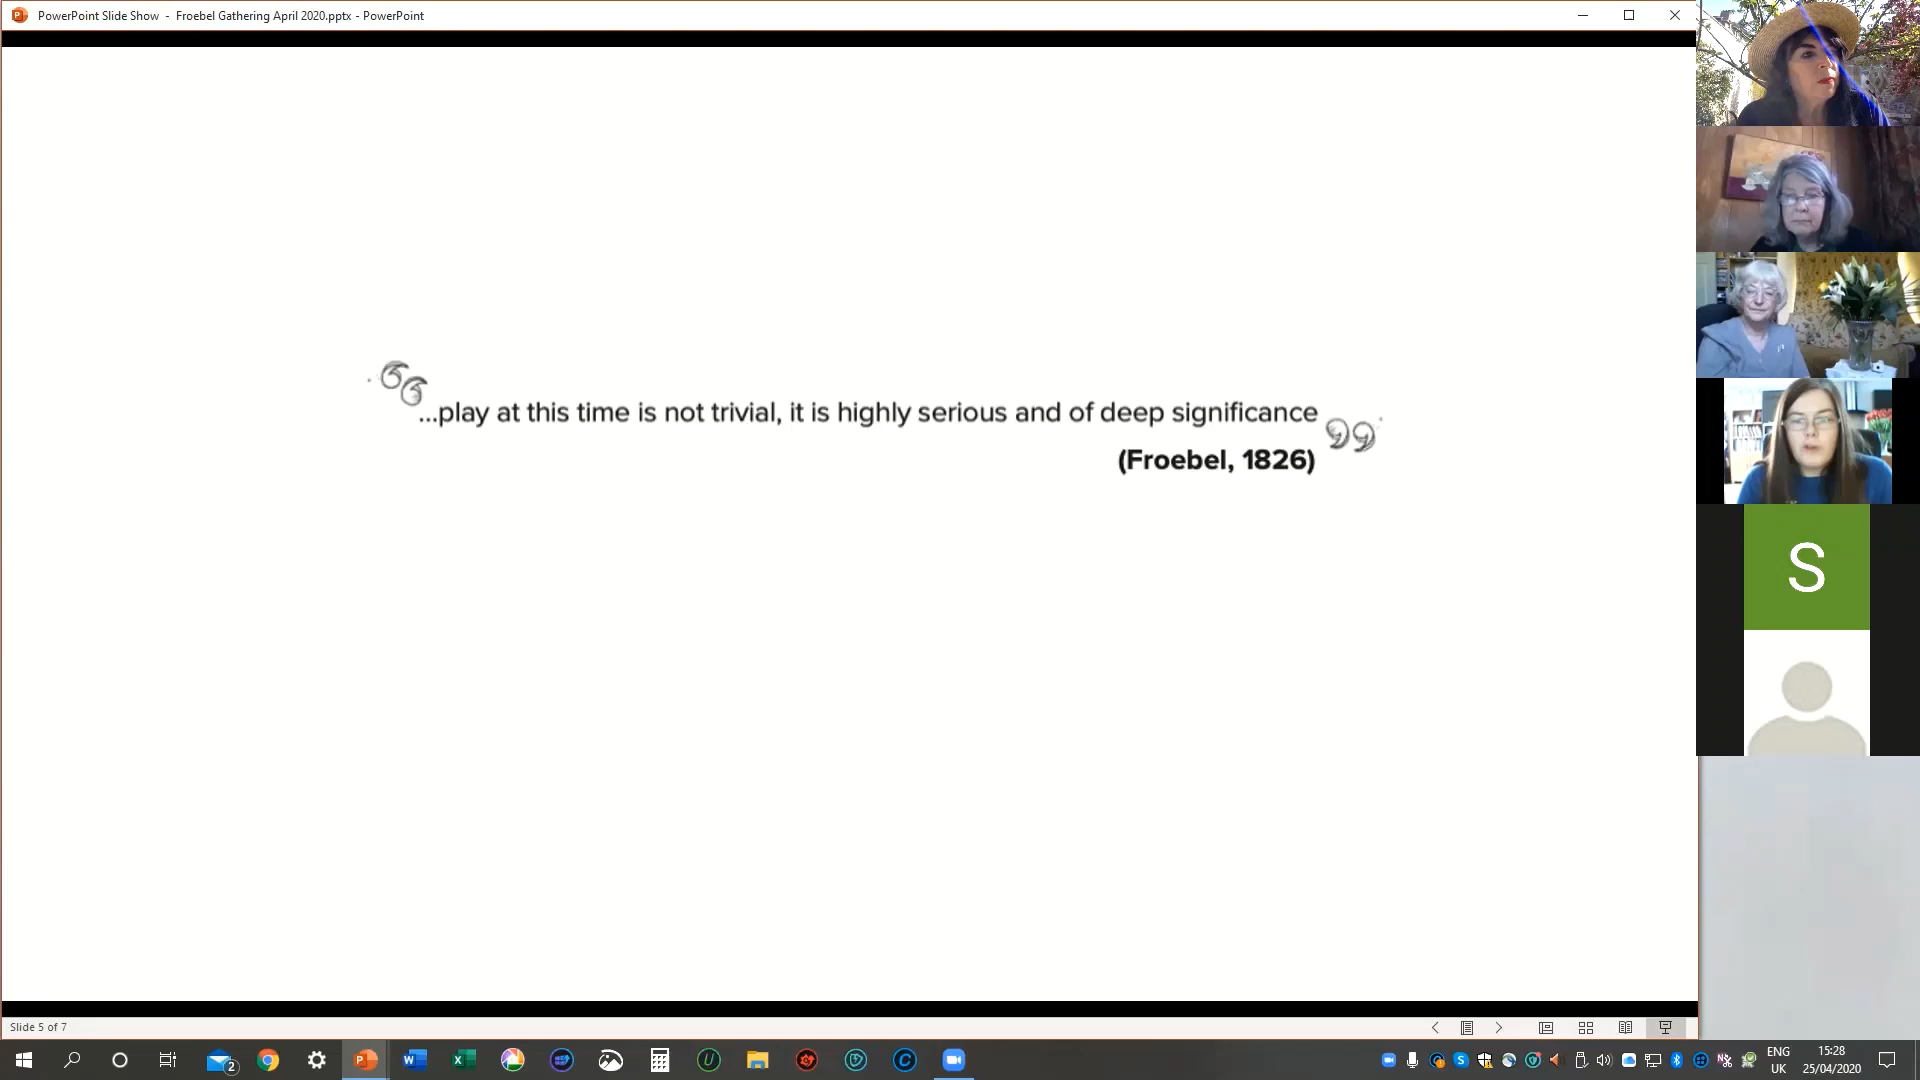 PowerPoint Slide Show - Froebel Gathering April 2020.pptx - PowerPoint
...play at this time is not trivial, it is highly serious and of deep significance
(Froebel, 1826)
S
Slide 5 of 7
2
ENG
UK
15:28
25/04/2020